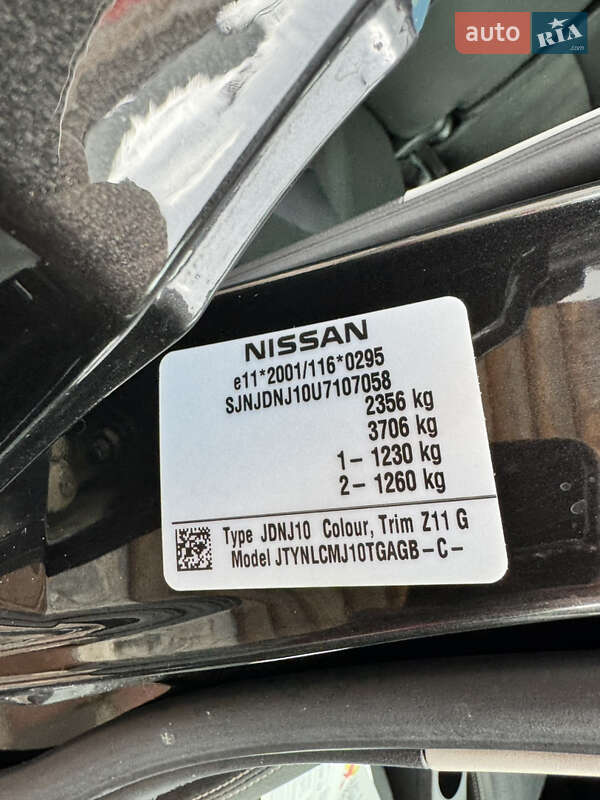 auto RIA.com
NISSAN
e11*2001/116*0295
SJNJDNJ10U7107058
2356 kg
3706 kg
1– 1230 kg
2– 1260 kg
Type JDNJ10 Colour, Trim Z11 G
Model JTYNLCMJ10TGAGB–C–